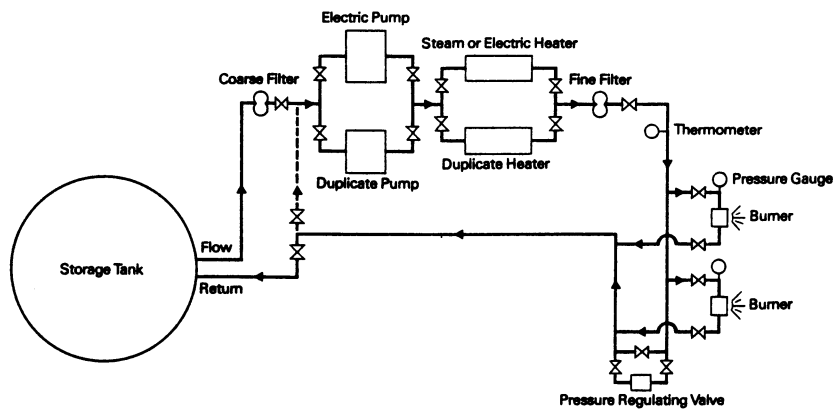 Electric Pump
Steam or Electric Heater
Coarse Filter
Fine Filter
Thermometer
Duplicate Pump
Duplicate Heater
Pressure Gauge
Burner
Flow
Storage Tank
Return
Burner
Pressure Regulating Valve